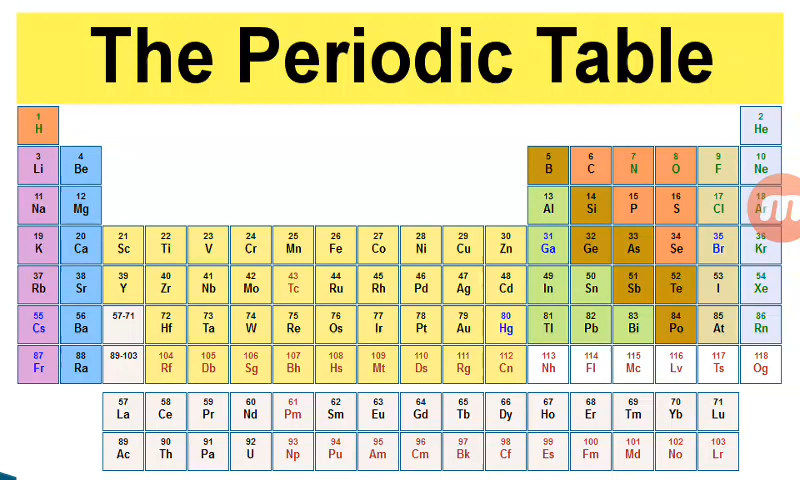 The Periodic Table
1 2
H He
3 4 5 6 7 8 9 10
Li Be B C N O F Ne
11 12 13 14 15 16 17 18
Na Mg Al Si P S Cl Ar
19 20 21 22 23 24 25 26 27 28 29 30 31 32 33 34 35 36
K Ca Sc Ti V Cr Mn Fe Co Ni Cu Zn Ga Ge As Se Br Kr
37 38 39 40 41 42 43 44 45 46 47 48 49 50 51 52 53 54
Rb Sr Y Zr Nb Mo Tc Ru Rh Pd Ag Cd In Sn Sb Te I Xe
55 56 57-71 72 73 74 75 76 77 78 79 80 81 82 83 84 85 86
Cs Ba Hf Ta W Re Os Ir Pt Au Hg Tl Pb Bi Po At Rn
87 88 89-103 104 105 106 107 108 109 110 111 112 113 114 115 116 117 118
Fr Ra Rf Db Sg Bh Hs Mt Ds Rg Cn Nh Fl Mc Lv Ts Og
57 58 59 60 61 62 63 64 65 66 67 68 69 70 71
La Ce Pr Nd Pm Sm Eu Gd Tb Dy Ho Er Tm Yb Lu
89 90 91 92 93 94 95 96 97 98 99 100 101 102 103
Ac Th Pa U Np Pu Am Cm Bk Cf Es Fm Md No Lr